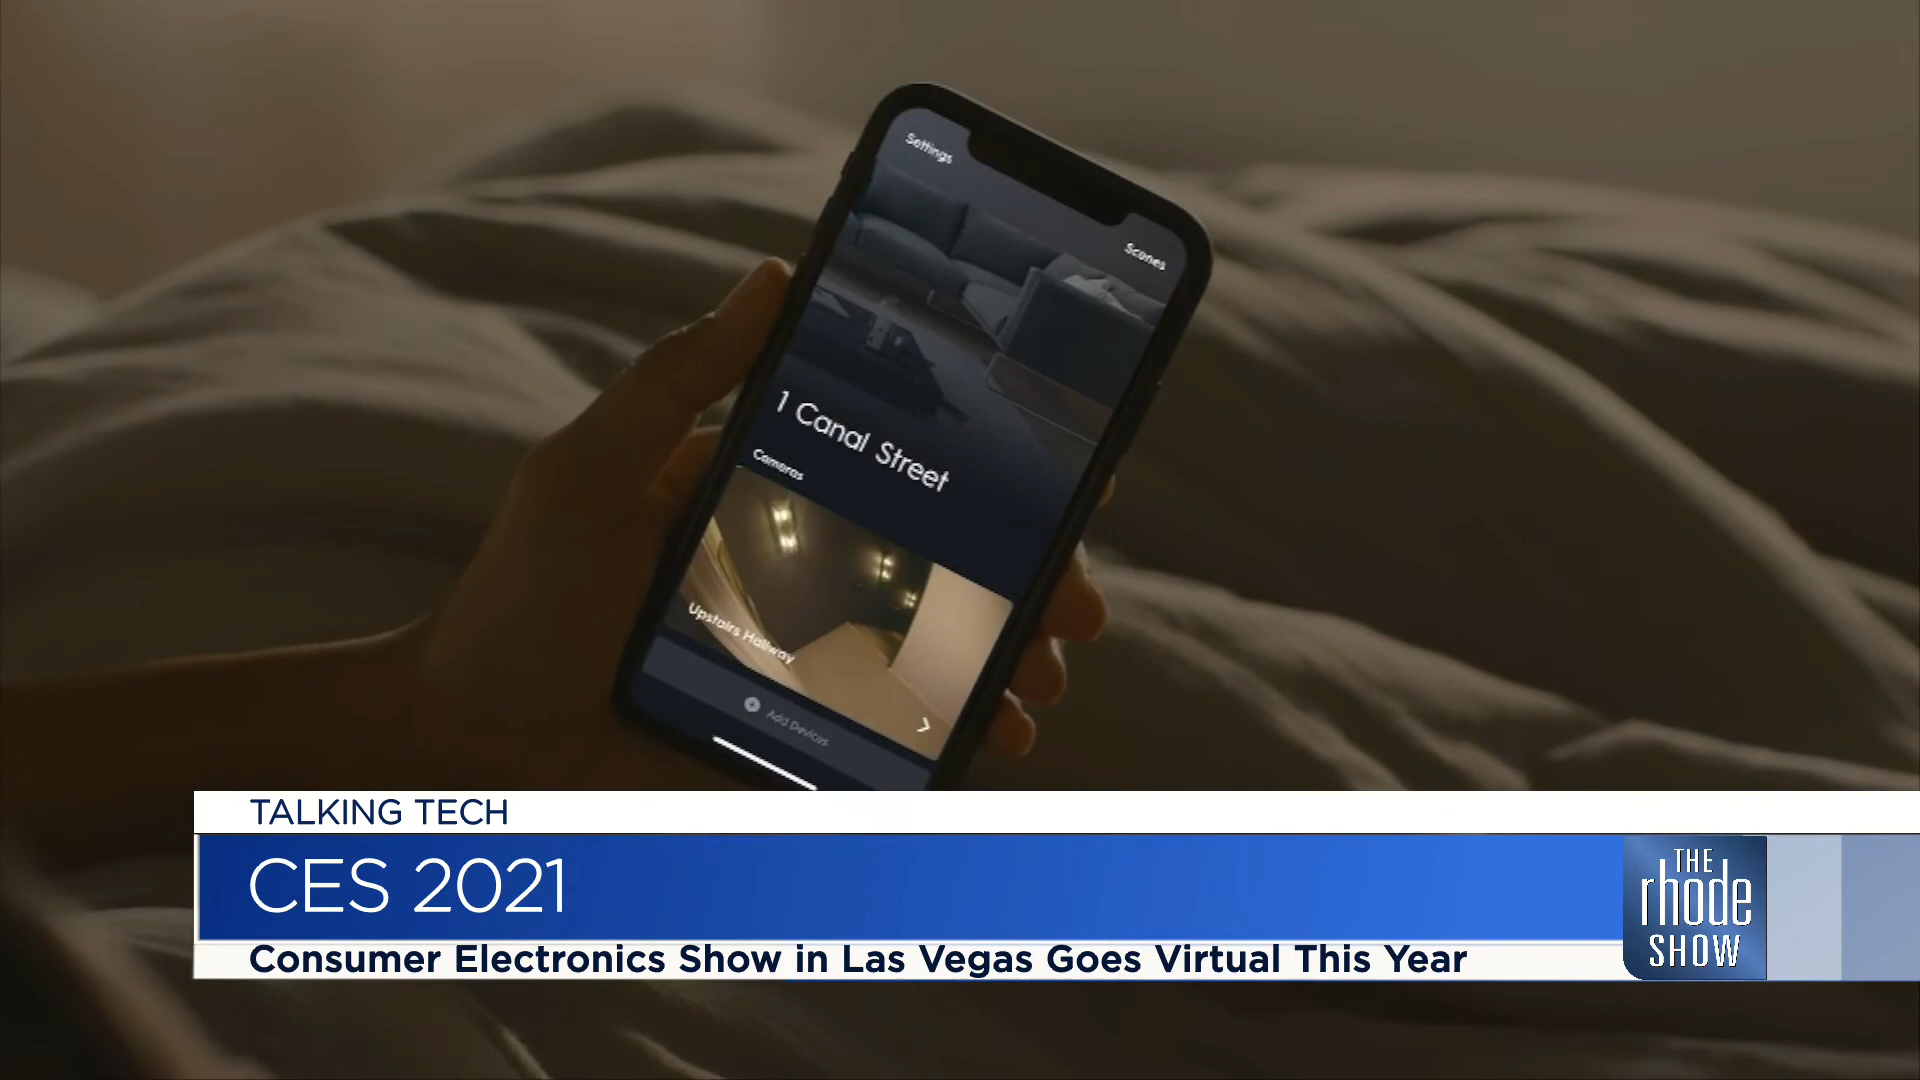 Settings
Scenes
1 Canal Street
Cameras
Upstairs Hallway
Add Devices
TALKING TECH
CES 2021
Consumer Electronics Show in Las Vegas Goes Virtual This Year
THE
rhode
SHOW